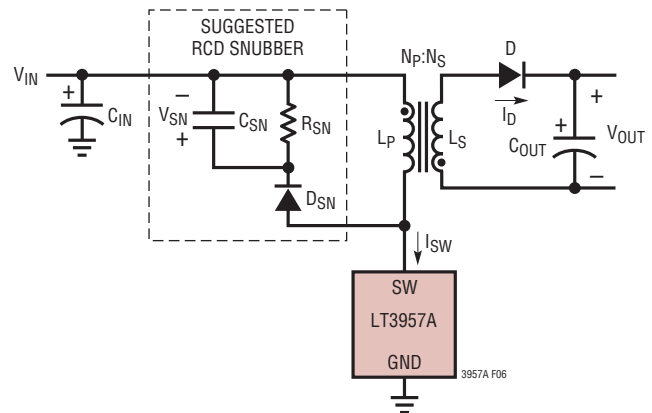 SUGGESTED
RCD SNUBBER
NP:NS
D
VIN
+
CIN
−
VSN
+
CSN
RSN
LP
LS
ID
+
COUT
+
VOUT
−
DSN
ISW
SW
LT3957A
GND
3957A F06